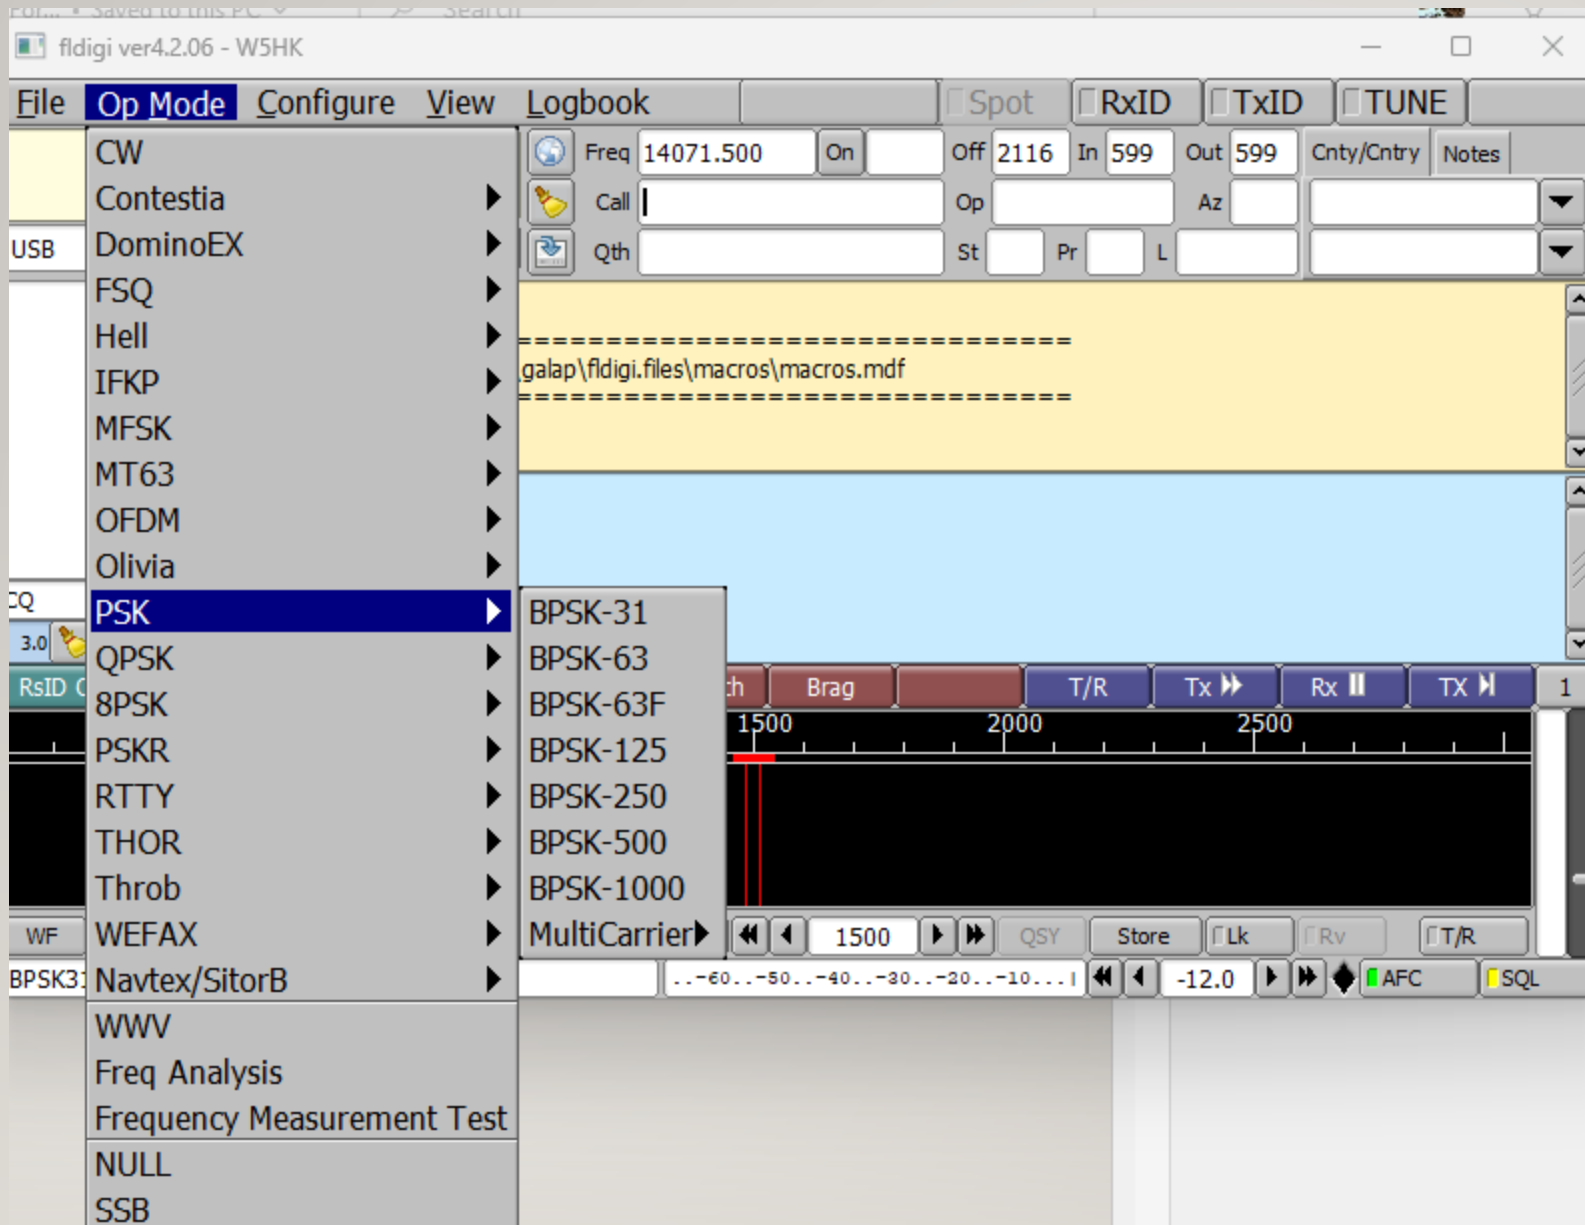 Saved to this PC
Search
fldigi ver4.2.06 - W5HK
File Op Mode Configure View Logbook Spot RxID TxID TUNE
Freq 14071.500 On Off 2116 In 599 Out 599 Cnty/Cntry Notes
Call Op Az
USB Qth St Pr L
CW
Contestia
DominoEX
FSQ
Hell
IFKP
MFSK
MT63
OFDM
Olivia
PSK
QPSK
8PSK
PSKR
RTTY
THOR
Throb
WEFAX
Navtex/SitorB
WWV
Freq Analysis
Frequency Measurement Test
NULL
SSB
BPSK-31
BPSK-63
BPSK-63F
BPSK-125
BPSK-250
BPSK-500
BPSK-1000
MultiCarrier
==============================
galap\fldigi.files\macros\macros.mdf
==============================
CQ
3.0
RsID Brag T/R Tx Rx TX 1
1500 2000 2500
WF 1500 QSY Store Lk Rv T/R
BPSK31 ..-60..-50..-40..-30..-20..-10...| -12.0 AFC SQL